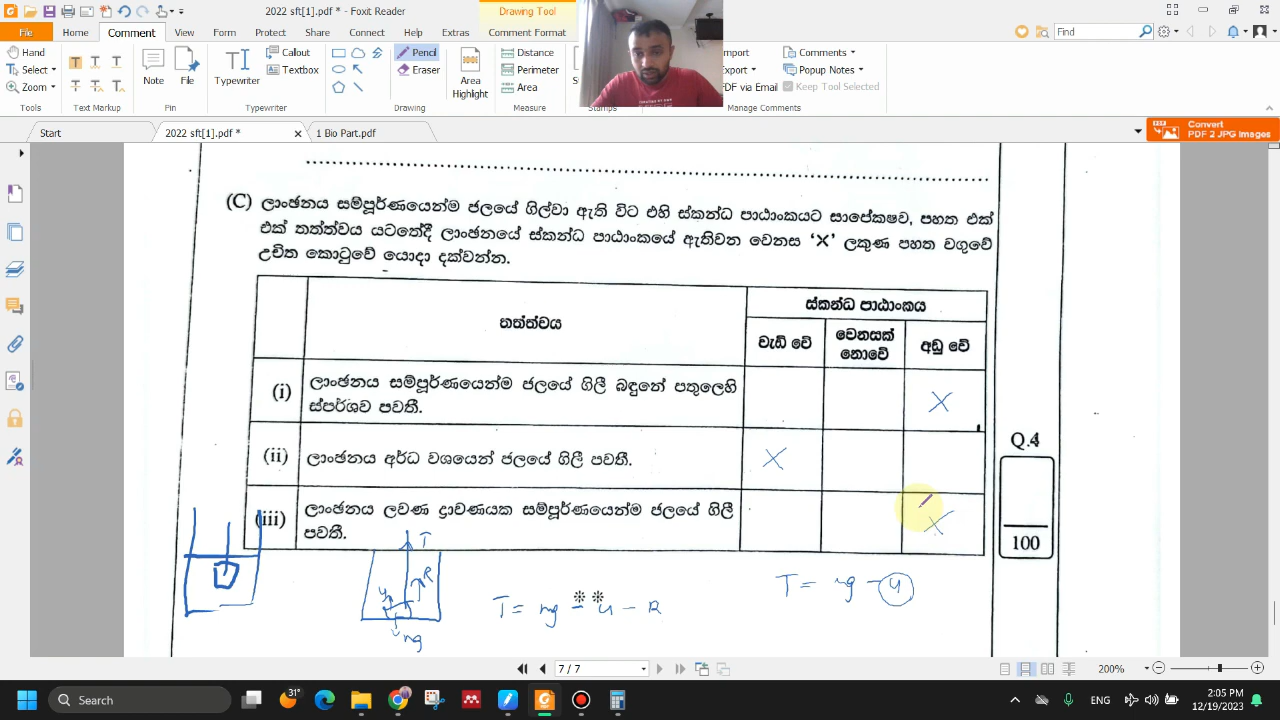 2022 sft[1].pdf * - Foxit Reader
Drawing Tool
File
Home
Comment
View
Form
Protect
Share
Connect
Help
Extras
Comment Format
Find
Hand
Select
Zoom
Tools
Text Markup
Note
File
Pin
Typewriter
Callout
Textbox
Typewriter
Pencil
Eraser
Drawing
Area
Highlight
Distance
Perimeter
Area
Measure
Stamps
Comments
Popup Notes
Keep Tool Selected
Manage Comments
Start
2022 sft[1].pdf *
1 Bio Part.pdf
Convert
PDF 2 JPG Images
(C) ලාංඡනය සම්පූර්ණයෙන්ම ජලයේ ගිල්වා ඇති විට එහි ස්කන්ධ පාඨාංකයට සාපේක්ෂව, පහත එක්
එක් තත්ත්වය යටතේදී ලාංඡනයේ ස්කන්ධ පාඨාංකයේ ඇතිවන වෙනස ‘X’ ලකුණ පහත වගුවේ
උචිත කොටුවේ යොදා දක්වන්න.
තත්ත්වය
ස්කන්ධ පාඨාංකය
වැඩි වේ
වෙනසක්
නොවේ
අඩු වේ
(i) ලාංඡනය සම්පූර්ණයෙන්ම ජලයේ ගිලී බඳුනේ පතුලෙහි
ස්පර්ශව පවතී.
X
(ii) ලාංඡනය අර්ධ වශයෙන් ජලයේ ගිලී පවතී.
X
(iii) ලාංඡනය ලවණ ද්‍රාවණයක සම්පූර්ණයෙන්ම ජලයේ ගිලී
පවතී.
X
Q.4
100
T
R
u
mg
T = mg - u - R
T = mg - u
7 / 7
200%
Search
31°
ENG
2:05 PM
12/19/2023